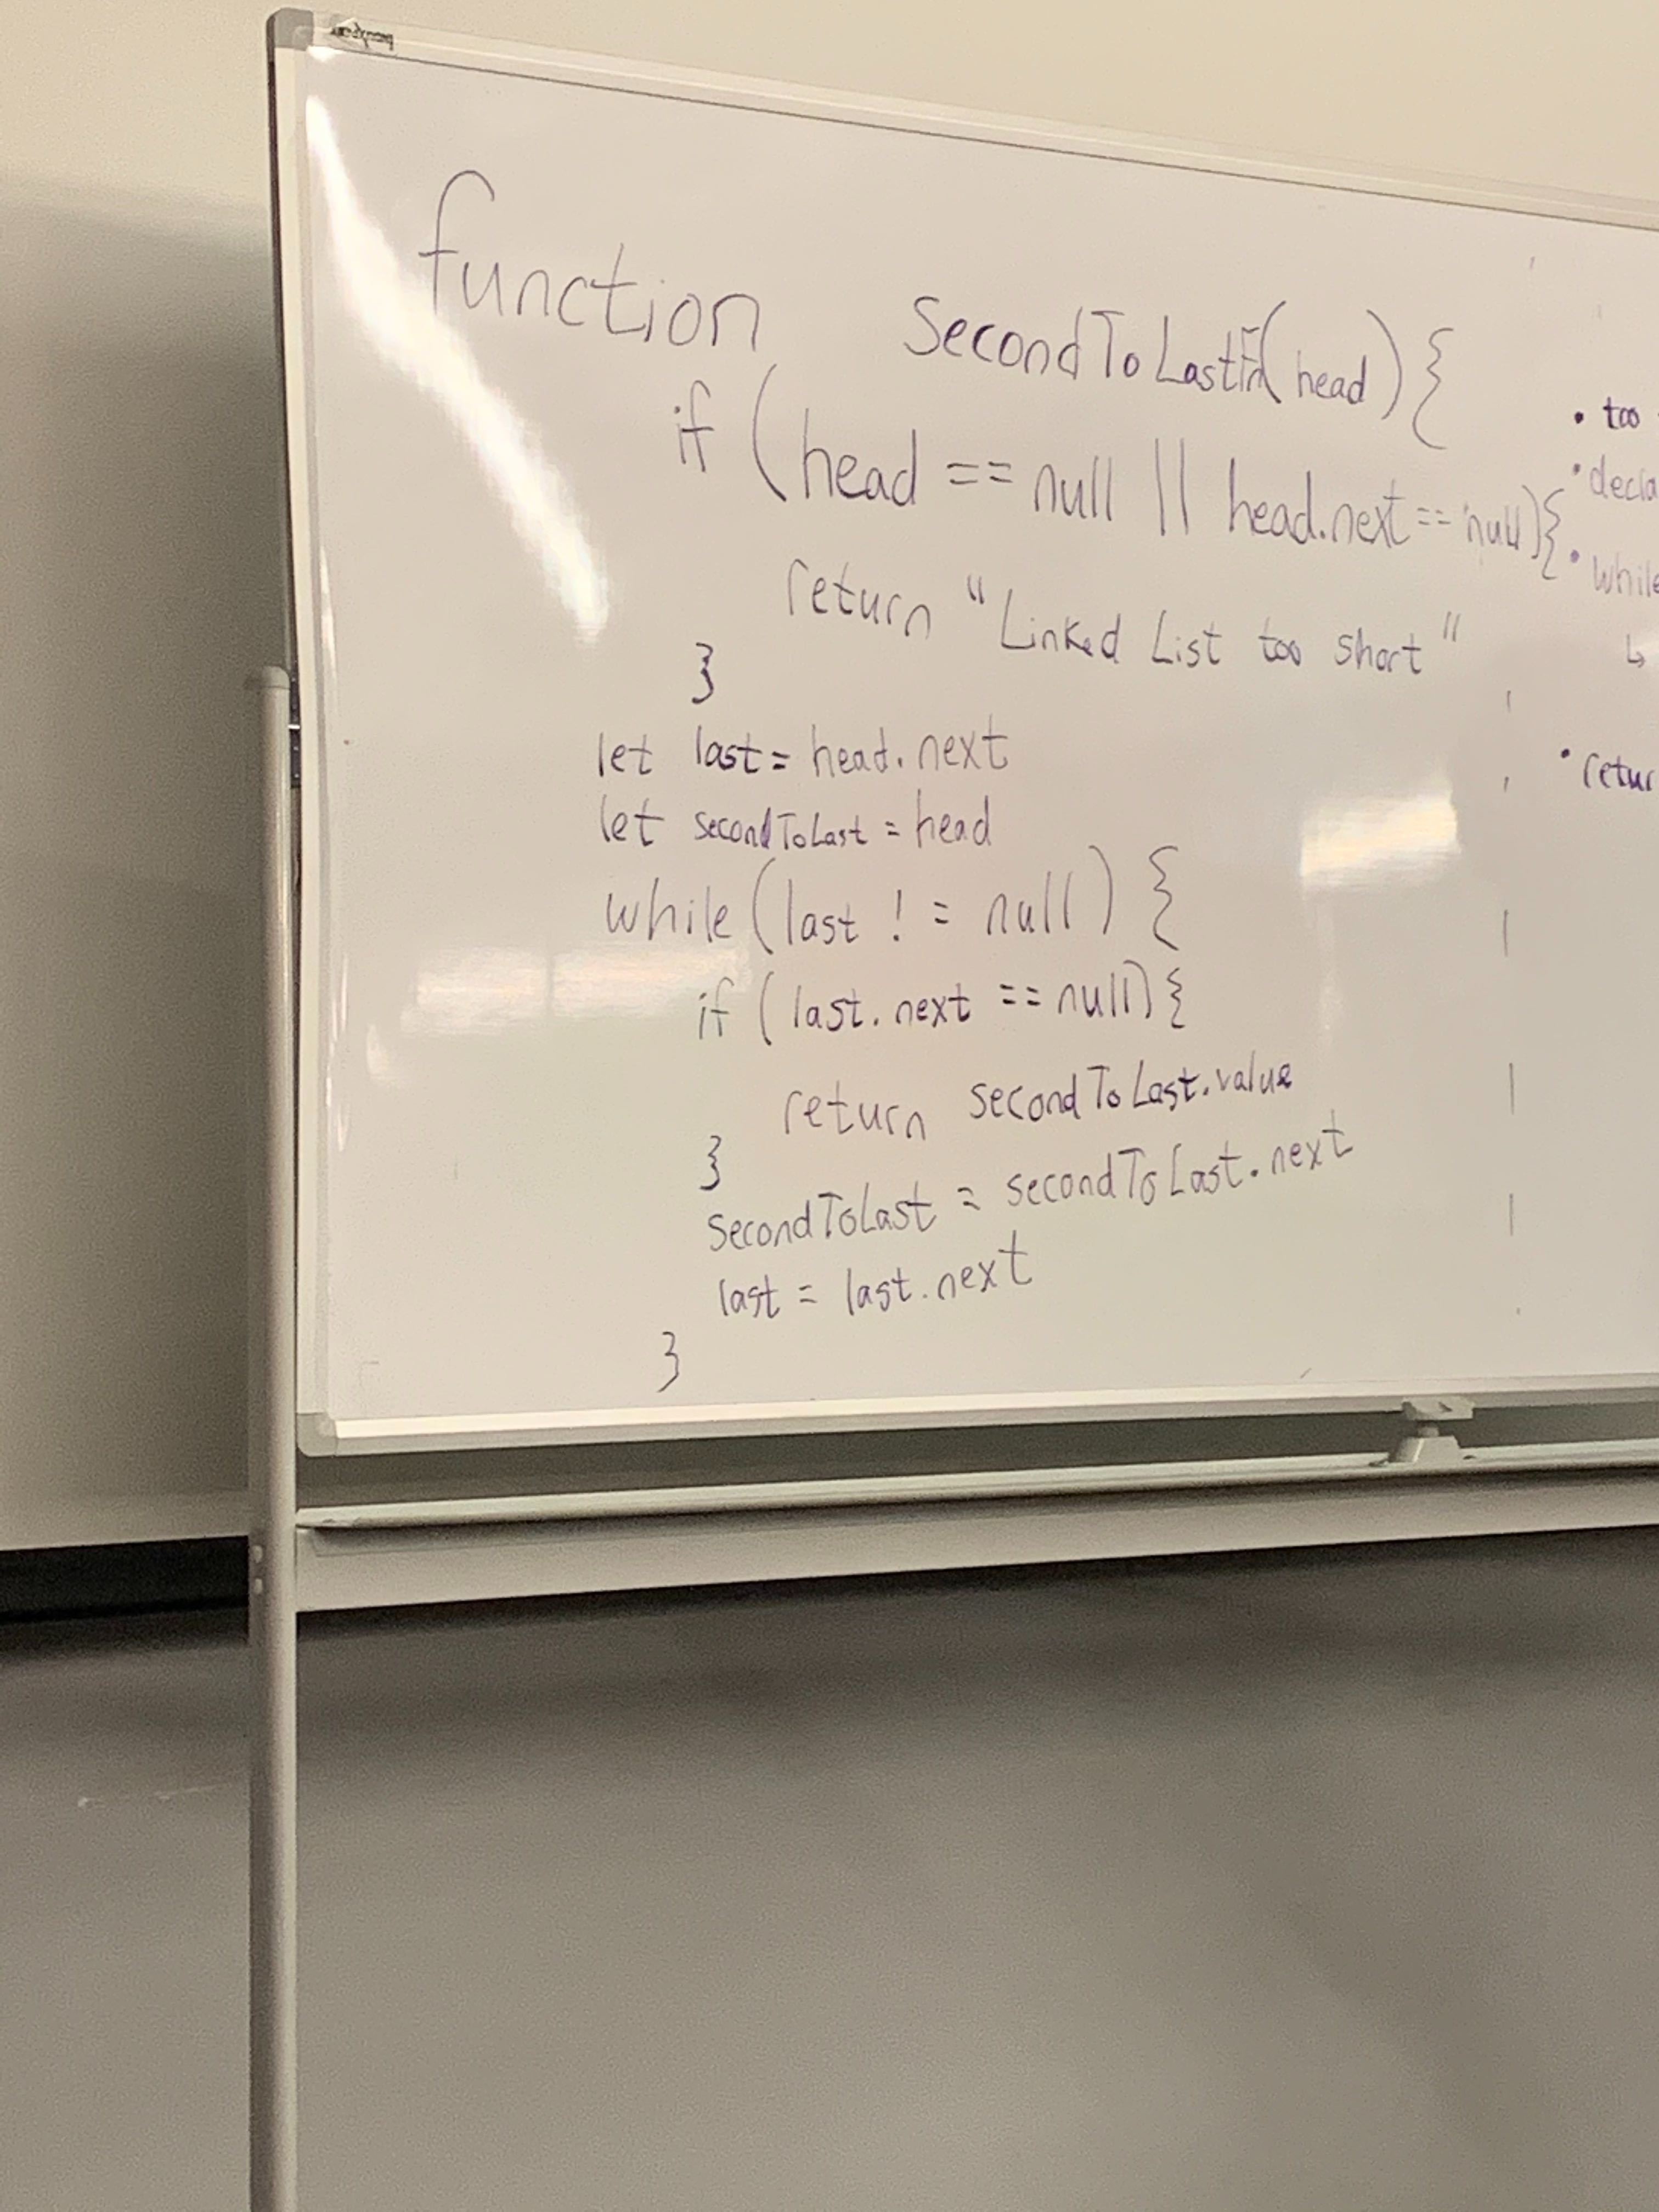 function secondToLastFn(head){
if (head == null || head.next == null){
return "Linked List too short"
}
let last = head.next
let secondToLast = head
while (last != null) {
if (last.next == null){
return secondToLast.value
}
secondToLast = secondToLast.next
last = last.next
}
• too
• decla
• while
↳
• retur